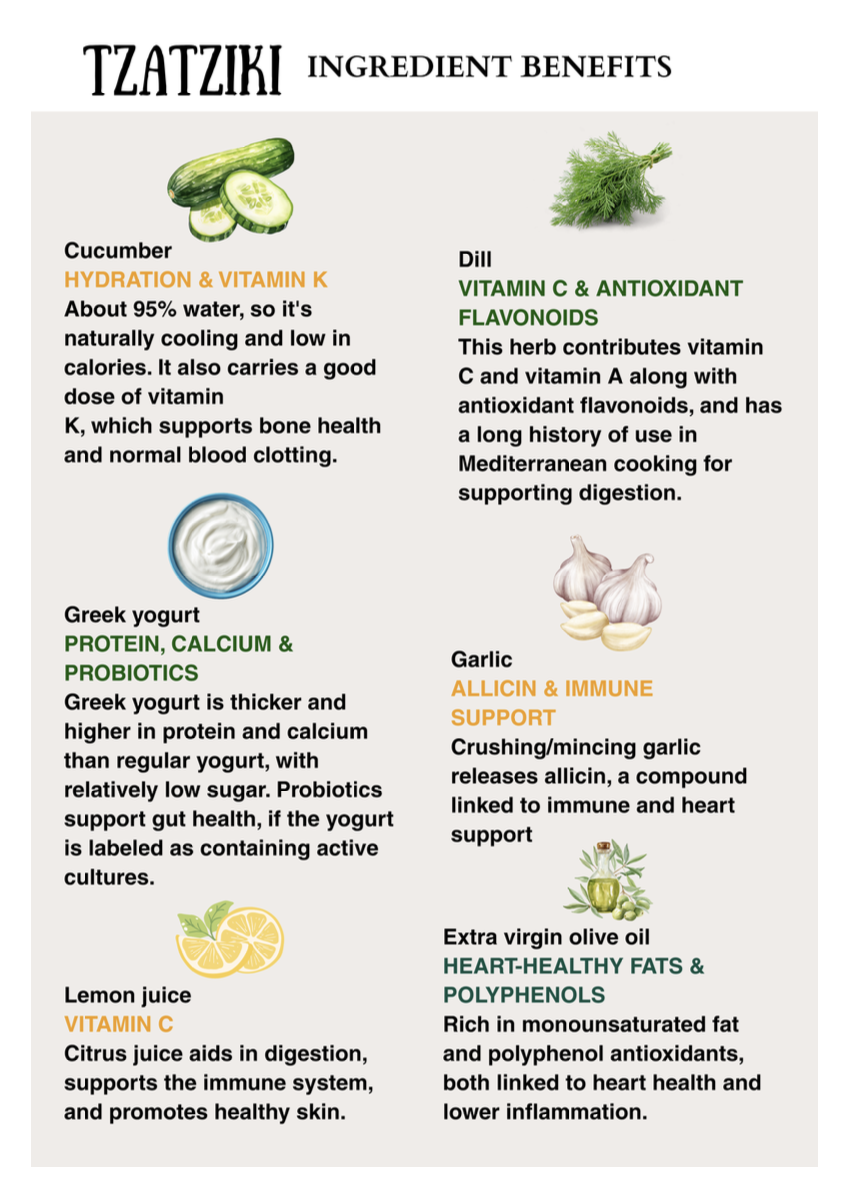 TZATZIKI INGREDIENT BENEFITS
Cucumber
HYDRATION & VITAMIN K
About 95% water, so it's
naturally cooling and low in
calories. It also carries a good
dose of vitamin
K, which supports bone health
and normal blood clotting.
Dill
VITAMIN C & ANTIOXIDANT
FLAVONOIDS
This herb contributes vitamin
C and vitamin A along with
antioxidant flavonoids, and has
a long history of use in
Mediterranean cooking for
supporting digestion.
Greek yogurt
PROTEIN, CALCIUM &
PROBIOTICS
Greek yogurt is thicker and
higher in protein and calcium
than regular yogurt, with
relatively low sugar. Probiotics
support gut health, if the yogurt
is labeled as containing active
cultures.
Garlic
ALLICIN & IMMUNE
SUPPORT
Crushing/mincing garlic
releases allicin, a compound
linked to immune and heart
support
Lemon juice
VITAMIN C
Citrus juice aids in digestion,
supports the immune system,
and promotes healthy skin.
Extra virgin olive oil
HEART-HEALTHY FATS &
POLYPHENOLS
Rich in monounsaturated fat
and polyphenol antioxidants,
both linked to heart health and
lower inflammation.